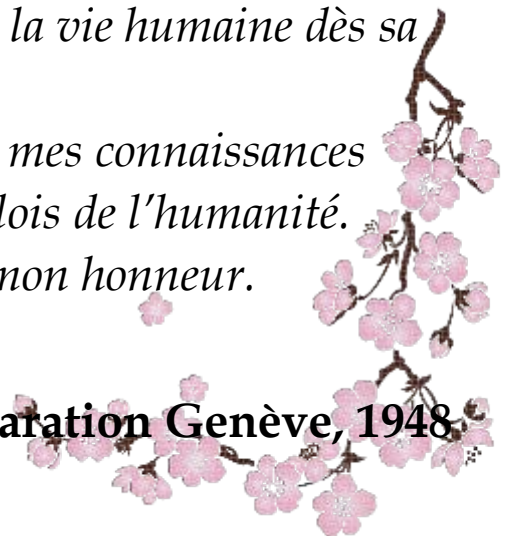 la vie humaine dès sa
mes connaissances
lois de l'humanité.
mon honneur.
aration Genève, 1948